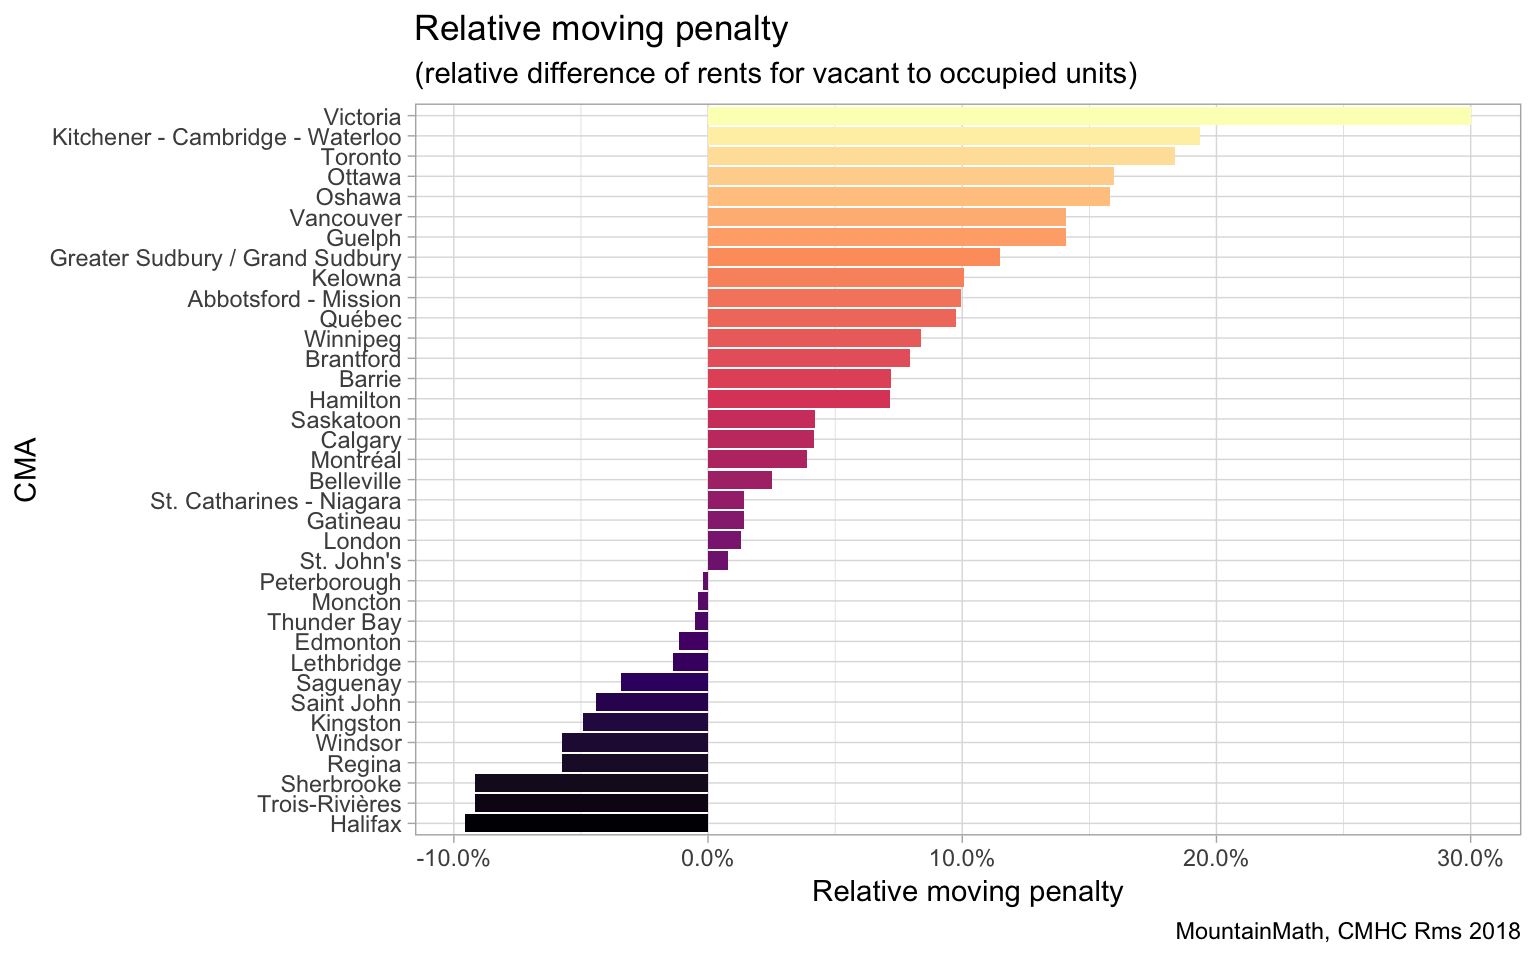 Relative moving penalty
(relative difference of rents for vacant to occupied units)
CMA
Victoria
Kitchener - Cambridge - Waterloo
Toronto
Ottawa
Oshawa
Vancouver
Guelph
Greater Sudbury / Grand Sudbury
Kelowna
Abbotsford - Mission
Québec
Winnipeg
Brantford
Barrie
Hamilton
Saskatoon
Calgary
Montréal
Belleville
St. Catharines - Niagara
Gatineau
London
St. John's
Peterborough
Moncton
Thunder Bay
Edmonton
Lethbridge
Saguenay
Saint John
Kingston
Windsor
Regina
Sherbrooke
Trois-Rivières
Halifax
-10.0% 0.0% 10.0% 20.0% 30.0%
Relative moving penalty
MountainMath, CMHC Rms 2018